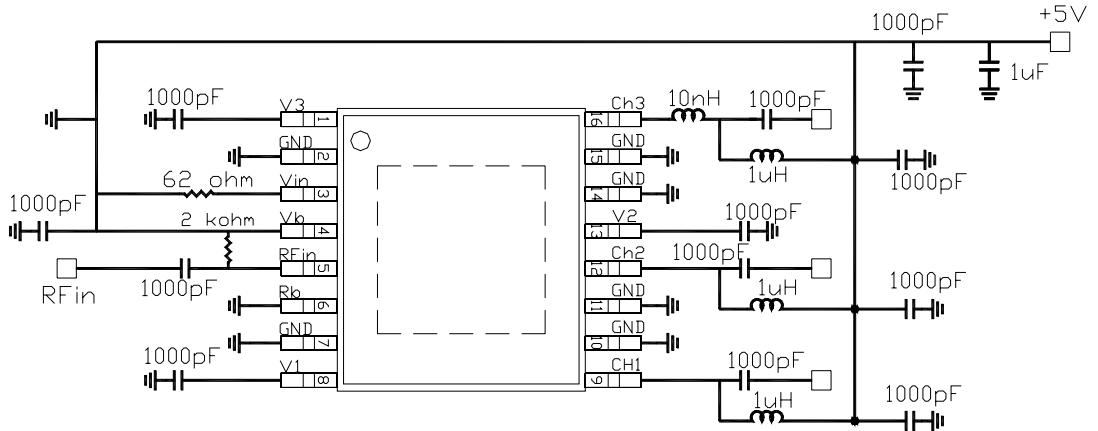 +5V
1000pF
1uF
1000pF
V3
1
16
Ch3
10nH
1000pF
GND
2
15
GND
62 ohm
Vin
3
14
GND
1uH
1000pF
1000pF
2 kohm
Vb
4
13
V2
1000pF
RFin
1000pF
RFin
5
12
Ch2
1000pF
Rb
6
11
GND
1uH
1000pF
GND
7
10
GND
1000pF
V1
8
9
CH1
1000pF
1uH
1000pF